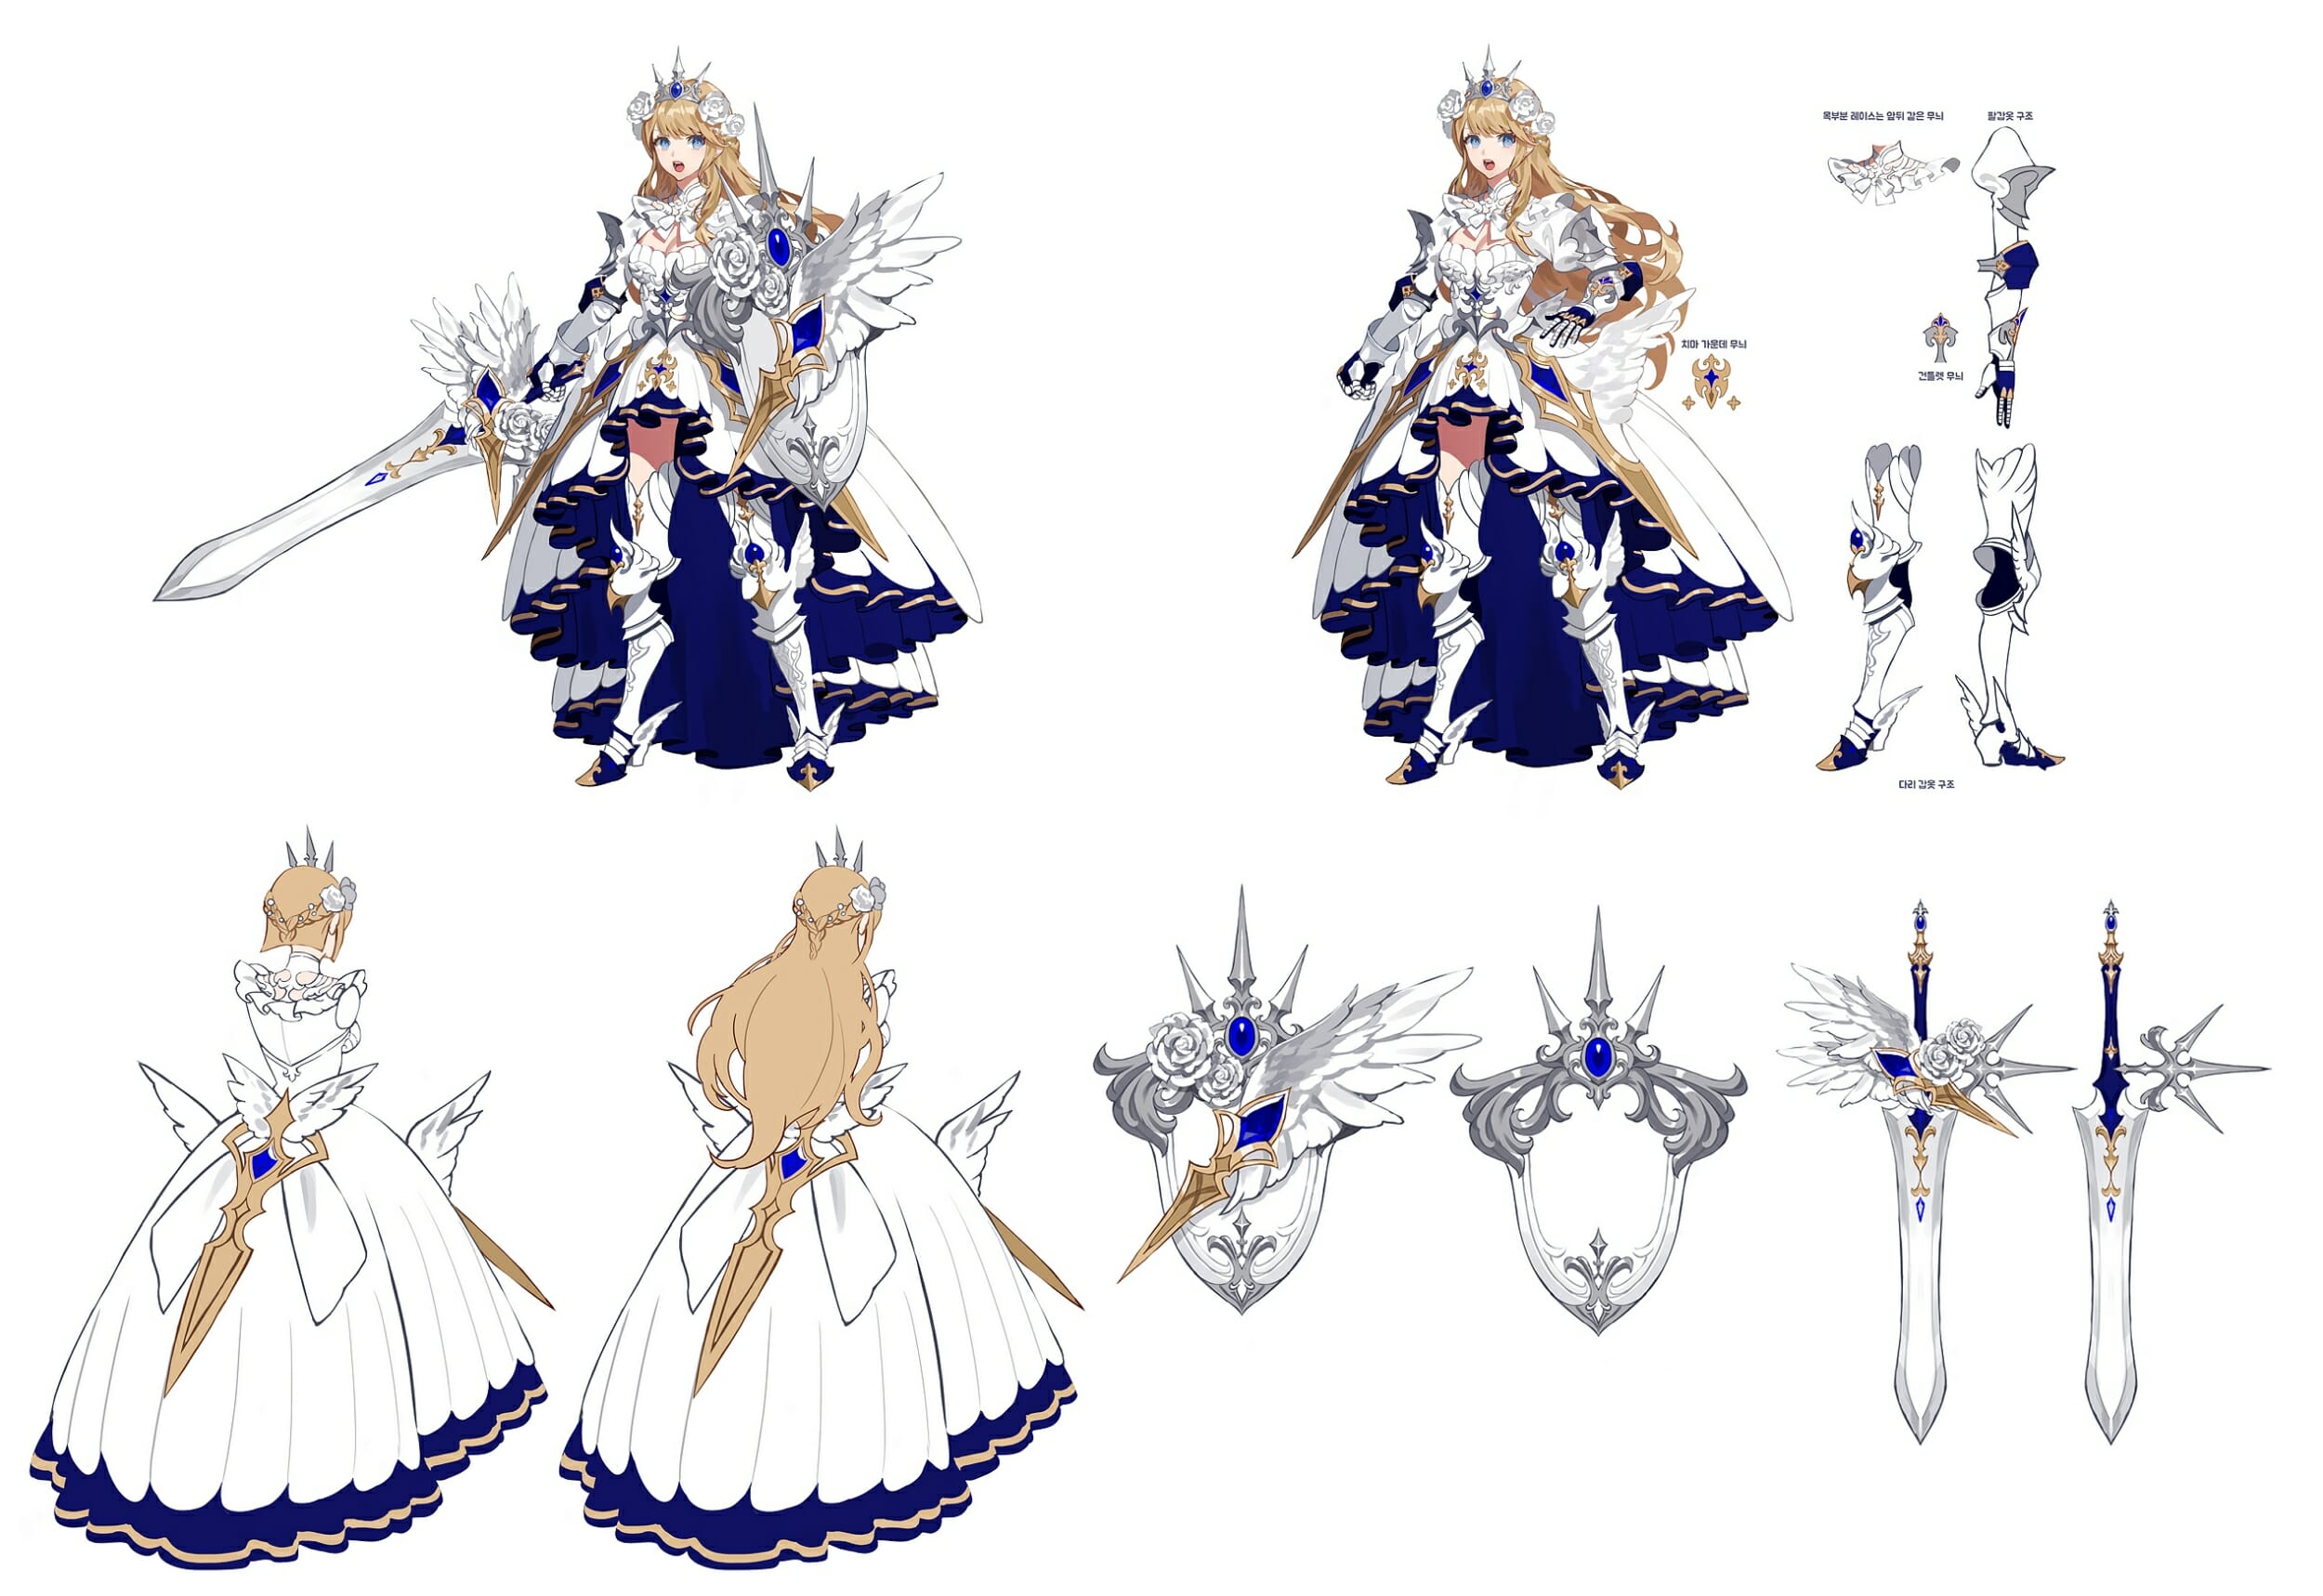 목부분 레이스는 앞뒤 같은 무늬
팔갑옷 구조
치마 가운데 무늬
건틀렛 무늬
다리 갑옷 구조